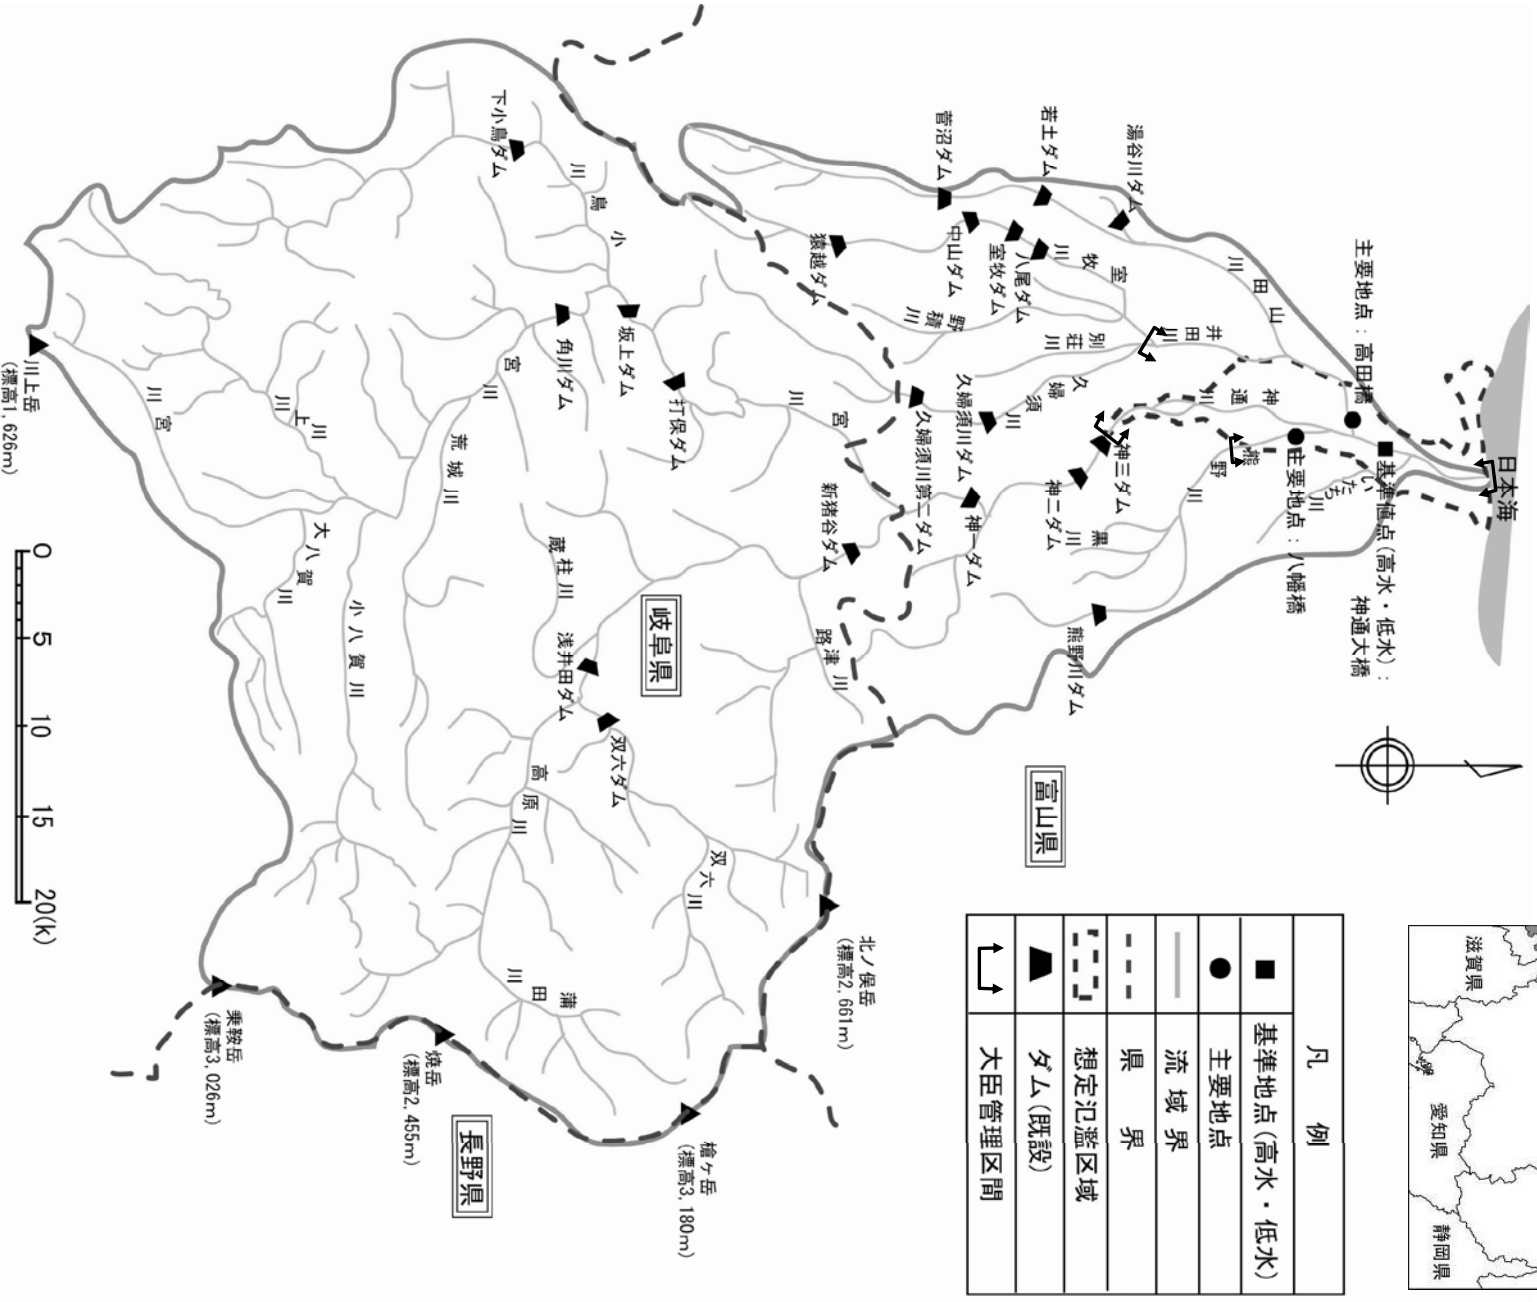 日本海
主要地点：高田橋
基準値点(高水・低水)：
神通大橋
主要地点：八幡橋
いたち川
湯谷川ダム
若土ダム
菅沼ダム
山田川
室牧川
八尾ダム
室牧ダム
中山ダム
猿越ダム
井田川
別荘川
野積川
久婦須川
久婦須川ダム
久婦須川第二ダム
神通川
熊野川
神三ダム
神二ダム
神一ダム
黒川
熊野川ダム
新猪谷ダム
宮川
富山県
岐阜県
長野県
路津川
打保ダム
坂上ダム
角川ダム
小鳥川
下小鳥ダム
宮川
蔵柱川
浅井田ダム
双六ダム
双六川
高原川
蒲田川
荒城川
小八賀川
大八賀川
川上川
宮川
川上岳
(標高1,626m)
北ノ俣岳
(標高2,661m)
槍ケ岳
(標高3,180m)
焼岳
(標高2,455m)
乗鞍岳
(標高3,026m)
0 5 10 15 20(k)
凡例
基準地点(高水・低水)
主要地点
流域界
県界
想定氾濫区域
ダム(既設)
大臣管理区間
滋賀県
愛知県
静岡県